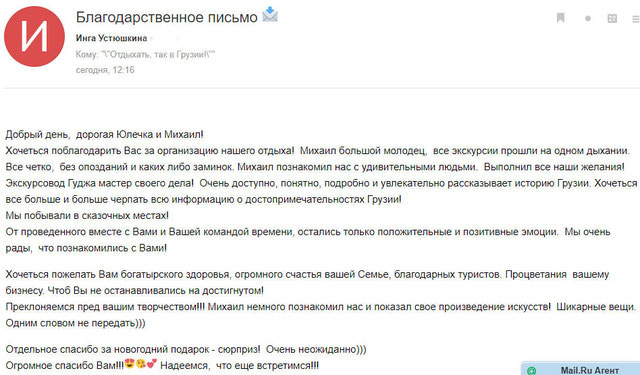 Благодарственное письмо
И
Инга Устюшкина
Кому: "\"Отдыхать, так в Грузии!\""
сегодня, 12:16
Добрый день, дорогая Юлечка и Михаил!
Хочеться поблагодарить Вас за организацию нашего отдыха! Михаил большой молодец, все экскурсии прошли на одном дыхании.
Все четко, без опозданий и каких либо заминок. Михаил познакомил нас с удивительными людьми. Выполнил все наши желания!
Экскурсовод Гуджа мастер своего дела! Очень доступно, понятно, подробно и увлекательно рассказывает историю Грузии. Хочеться
все больше и больше черпать всю информацию о достопримечательностях Грузии!
Мы побывали в сказочных местах!
От проведенного вместе с Вами и Вашей командой времени, остались только положительные и позитивные эмоции. Мы очень
рады, что познакомились с Вами!
Хочеться пожелать Вам богатырского здоровья, огромного счастья вашей Семье, благодарных туристов. Процветания вашему
бизнесу. Чтоб Вы не останавливались на достигнутом!
Преклоняемся пред вашим творчеством!!! Михаил немного познакомил нас и показал свое произведение искусств! Шикарные вещи.
Одним словом не передать)))
Отдельное спасибо за новогодний подарок - сюрприз! Очень неожиданно)))
Огромное спасибо Вам!!!😍😘💕 Надеемся, что еще встретимся!!!
Mail.Ru Агент